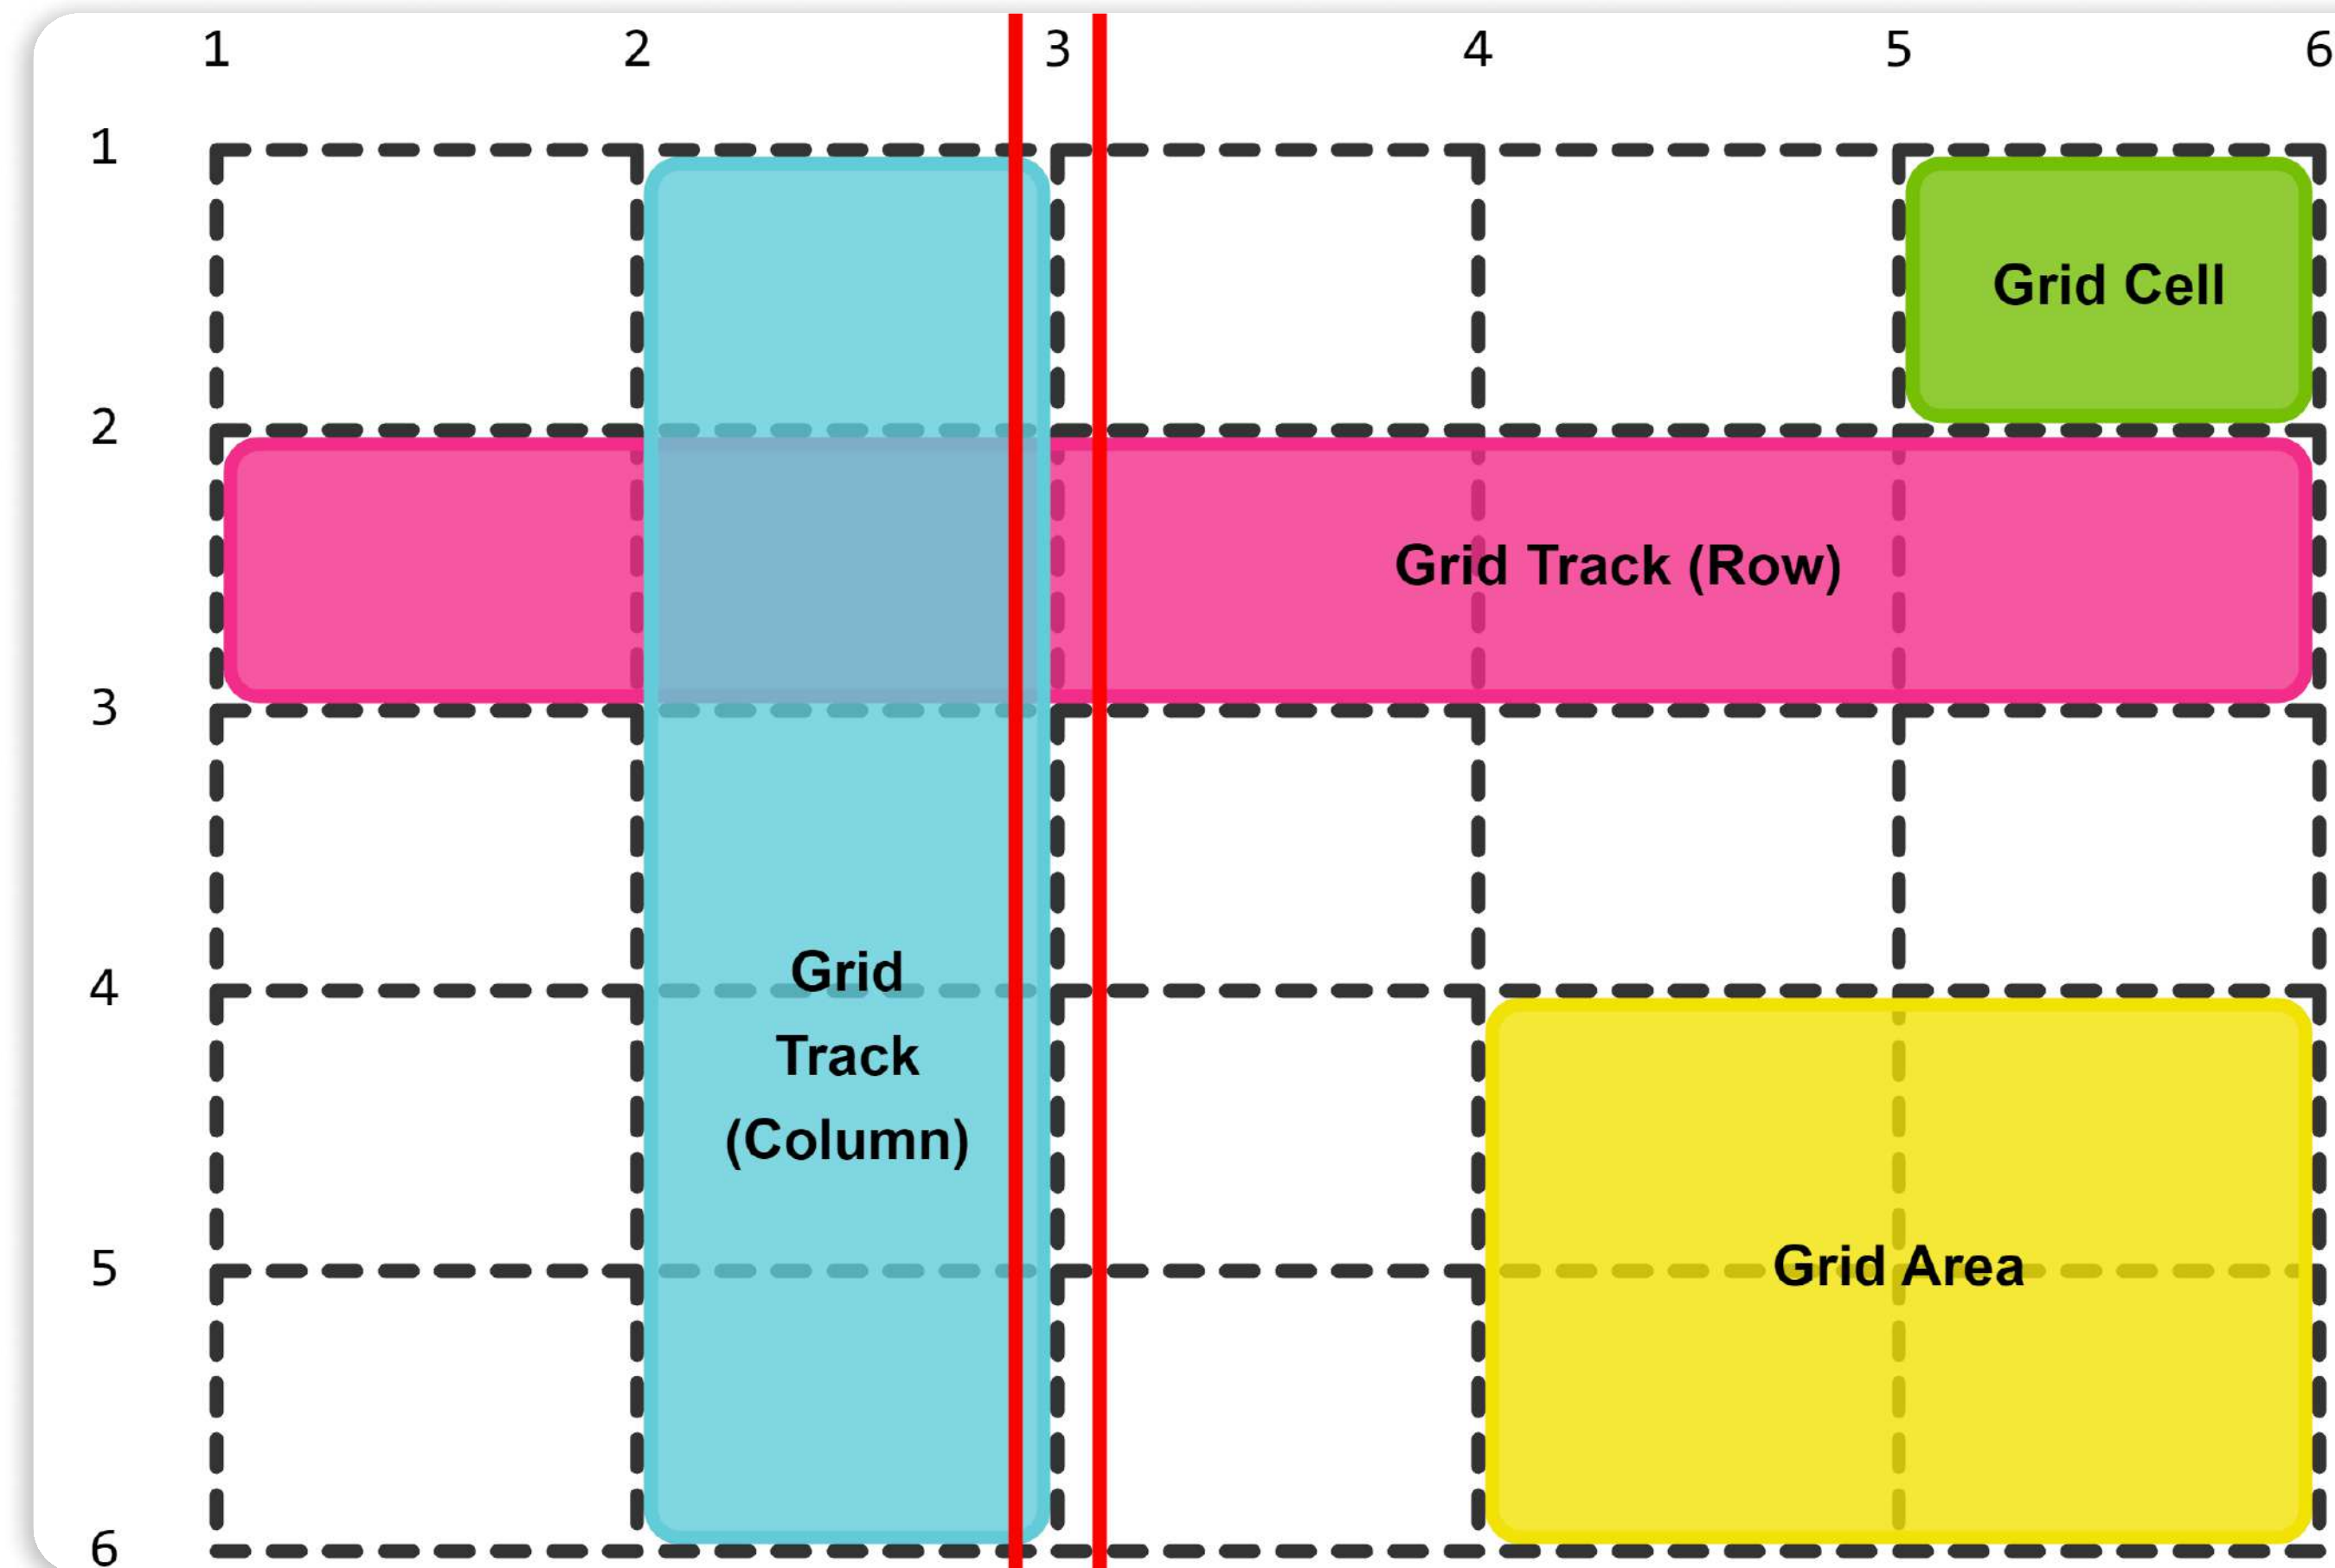 1 2 3 4 5 6
1
Grid Cell
2
Grid Track (Row)
3
4
Grid
Track
(Column)
5
Grid Area
6